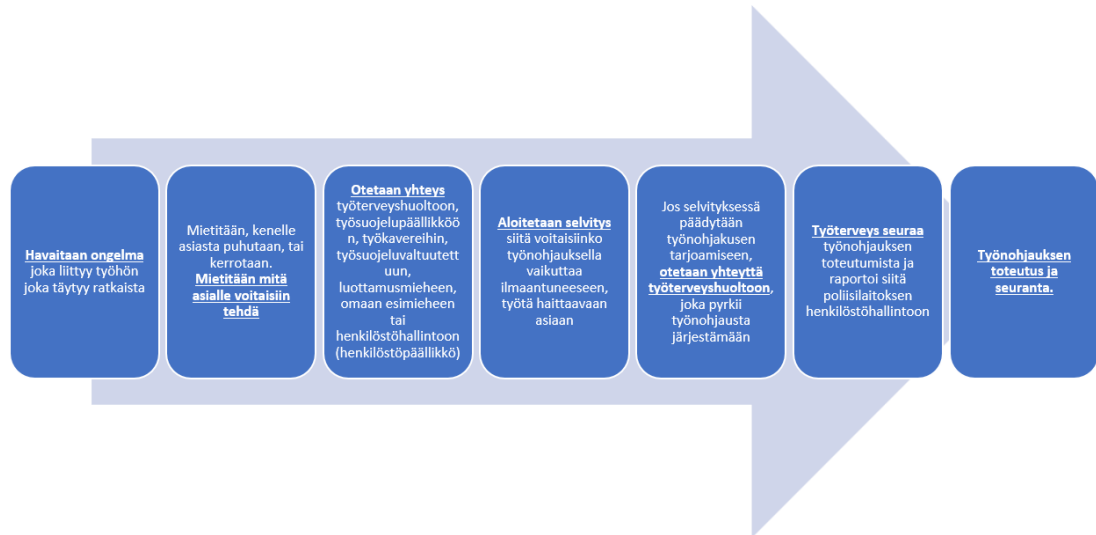 Havaitaan ongelma
joka liittyy työhön
joka täytyy ratkaista
Mietitään, kenelle
asiasta puhutaan, tai
kerrotaan.
Mietitään mitä
asialle voitaisiin
tehdä
Otetaan yhteys
työterveyshuoltoon,
työsuojelupäällikköö
n, työkavereihin,
työsuojeluvaltuutett
uun,
luottamusmieheen,
omaan esimieheen
tai
henkilöstöhallintoon
(henkilöstöpäällikkö)
Aloitetaan selvitys
siitä voitaisiinko
työnohjauksella
vaikuttaa
ilmaantuneeseen,
työtä haittaavaan
asiaan
Jos selvityksessä
päädytään
työnohjakusen
tarjoamiseen,
otetaan yhteyttä
työterveyshuoltoon,
joka pyrkii
työnohjausta
järjestämään
Työterveys seuraa
työnohjauksen
toteutumista ja
raportoi siitä
poliisilaitoksen
henkilöstöhallintoon
Työnohjauksen
toteutus ja
seuranta.